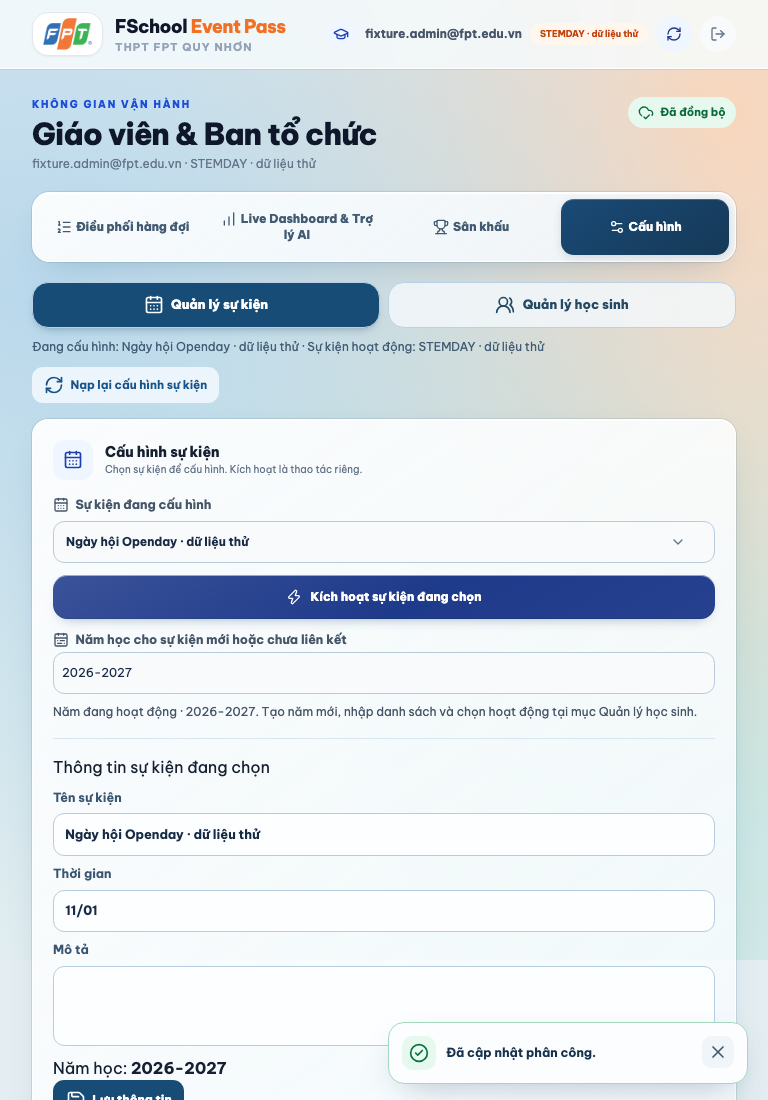 FPT
FSchool Event Pass
THPT FPT QUY NHƠN
fixture.admin@fpt.edu.vn
STEMDAY · dữ liệu thử
KHÔNG GIAN VẬN HÀNH
Giáo viên & Ban tổ chức
fixture.admin@fpt.edu.vn · STEMDAY · dữ liệu thử
Đã đồng bộ
Điều phối hàng đợi
Live Dashboard & Trợ
lý AI
Sân khấu
Cấu hình
Quản lý sự kiện
Quản lý học sinh
Đang cấu hình: Ngày hội Openday · dữ liệu thử · Sự kiện hoạt động: STEMDAY · dữ liệu thử
Nạp lại cấu hình sự kiện
Cấu hình sự kiện
Chọn sự kiện để cấu hình. Kích hoạt là thao tác riêng.
Sự kiện đang cấu hình
Ngày hội Openday · dữ liệu thử
Kích hoạt sự kiện đang chọn
Năm học cho sự kiện mới hoặc chưa liên kết
2026-2027
Năm đang hoạt động · 2026-2027. Tạo năm mới, nhập danh sách và chọn hoạt động tại mục Quản lý học sinh.
Thông tin sự kiện đang chọn
Tên sự kiện
Ngày hội Openday · dữ liệu thử
Thời gian
11/01
Mô tả
Năm học: 2026-2027
Lưu thông tin
Đã cập nhật phân công.